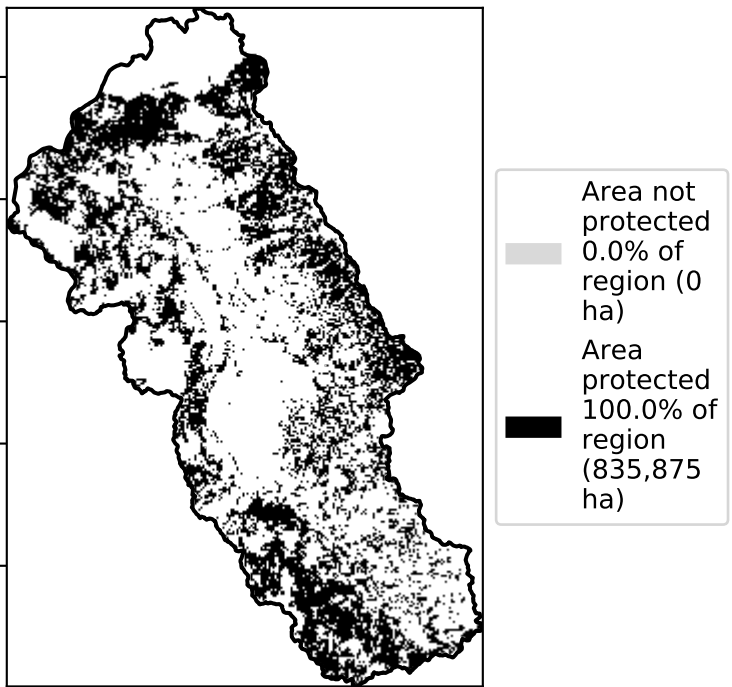 Area not
protected
0.0% of
region (0
ha)
Area
protected
100.0% of
region
(835,875
ha)